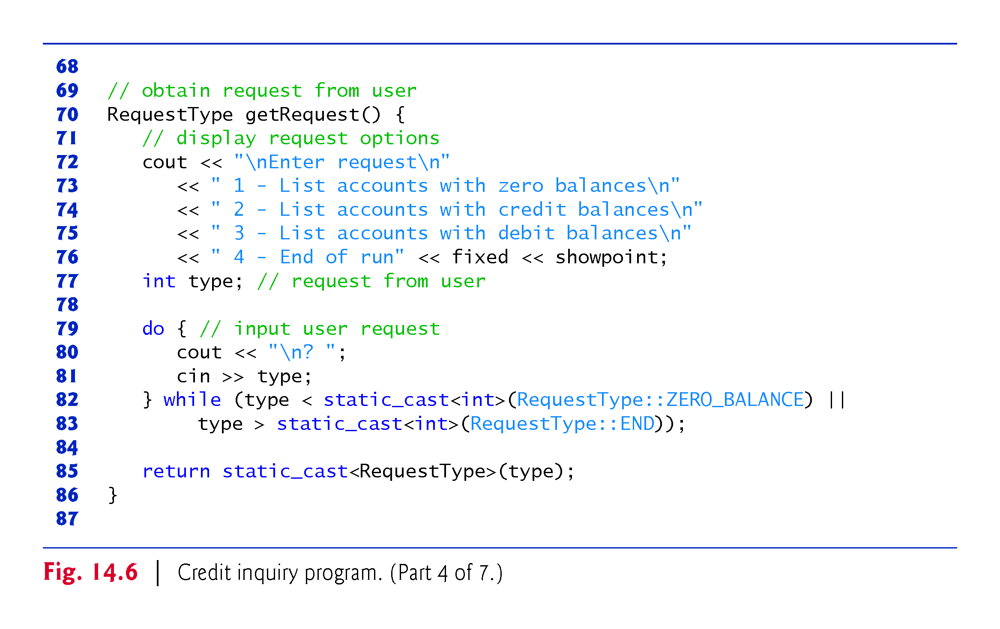 68
69 // obtain request from user
70 RequestType getRequest() {
71    // display request options
72    cout << "\nEnter request\n"
73       << " 1 - List accounts with zero balances\n"
74       << " 2 - List accounts with credit balances\n"
75       << " 3 - List accounts with debit balances\n"
76       << " 4 - End of run" << fixed << showpoint;
77    int type; // request from user
78
79    do { // input user request
80       cout << "\n? ";
81       cin >> type;
82    } while (type < static_cast<int>(RequestType::ZERO_BALANCE) ||
83         type > static_cast<int>(RequestType::END));
84
85    return static_cast<RequestType>(type);
86 }
87
Fig. 14.6 | Credit inquiry program. (Part 4 of 7.)